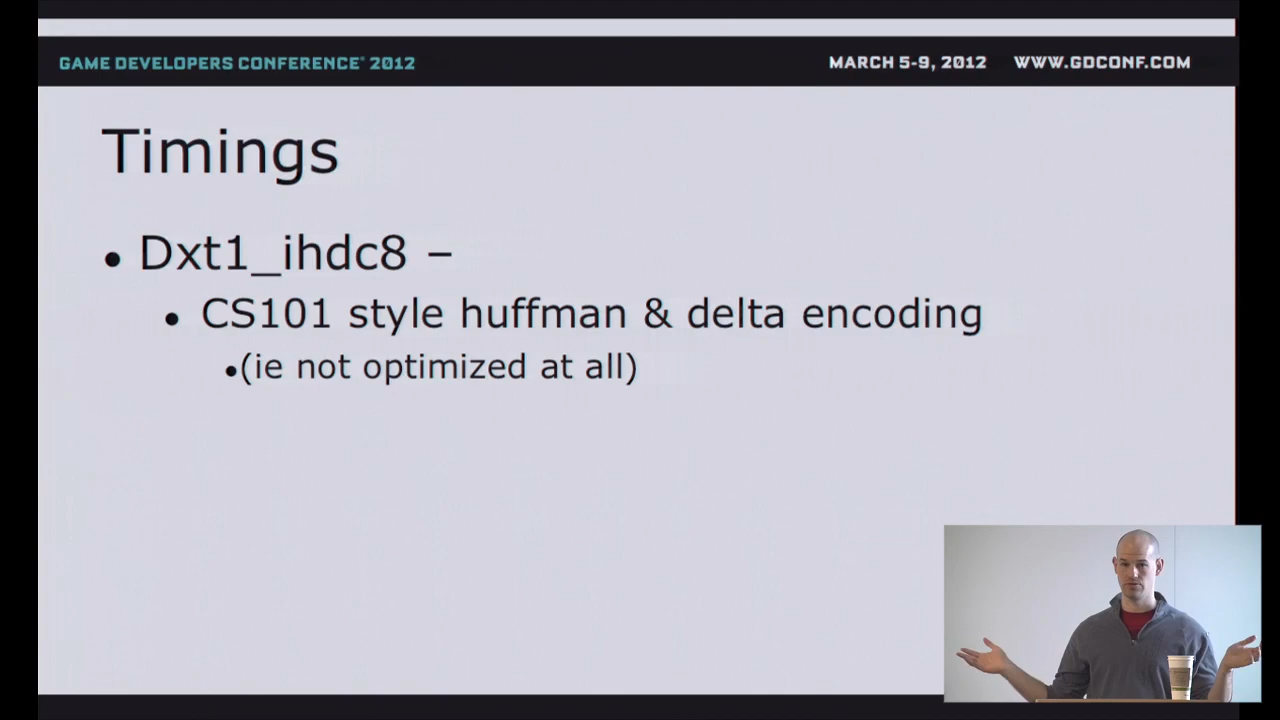 GAME DEVELOPERS CONFERENCE® 2012 MARCH 5-9, 2012 WWW.GDCONF.COM
Timings
• Dxt1_ihdc8 –
• CS101 style huffman & delta encoding
•(ie not optimized at all)